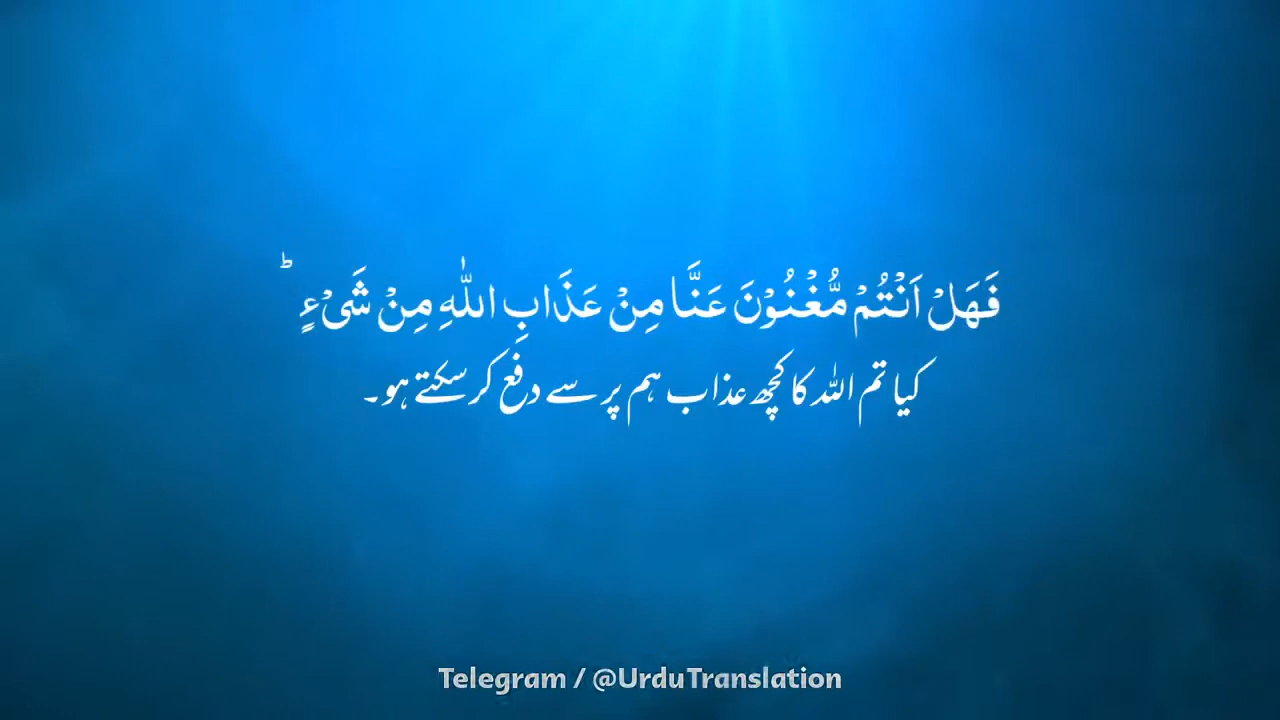 فَهَلۡ اَنۡتُمۡ مُّغۡنُوۡنَ عَنَّا مِنۡ عَذَابِ اللّٰهِ مِنۡ شَىۡءٍ ؕ
کیا تم اللہ کا کچھ عذاب ہم پر سے دفع کر سکتے ہو۔
Telegram / @UrduTranslation